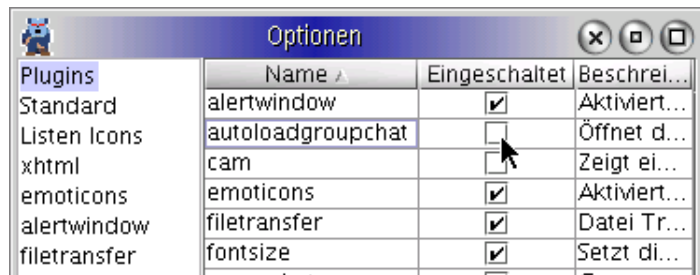 Optionen
Plugins
Standard
Listen Icons
xhtml
emoticons
alertwindow
filetransfer
Name Eingeschaltet Beschrei...
alertwindow Aktiviert...
autoloadgroupchat Öffnet d...
cam Zeigt ei...
emoticons Aktiviert...
filetransfer Datei Tr...
fontsize Setzt di...